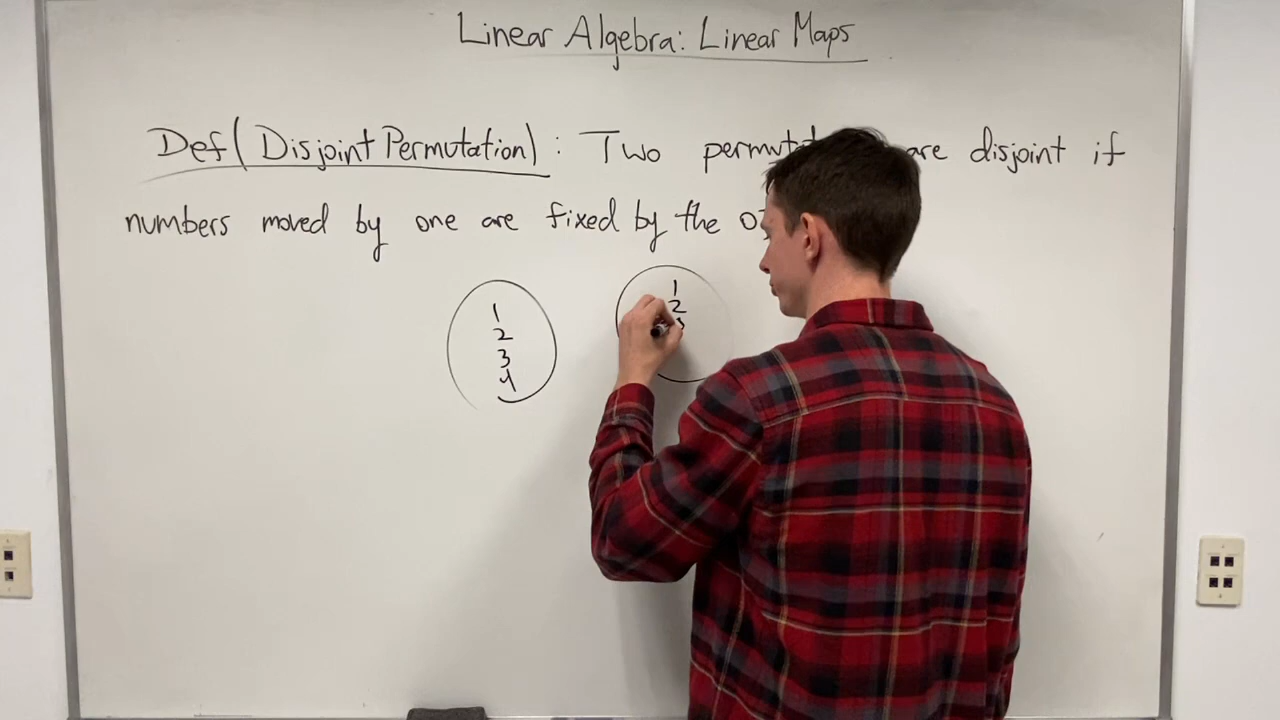 Linear Algebra: Linear Maps
Def(Disjoint Permutation): Two are disjoint if
numbers moved by one are fixed by the
1 1
2 2
3
4